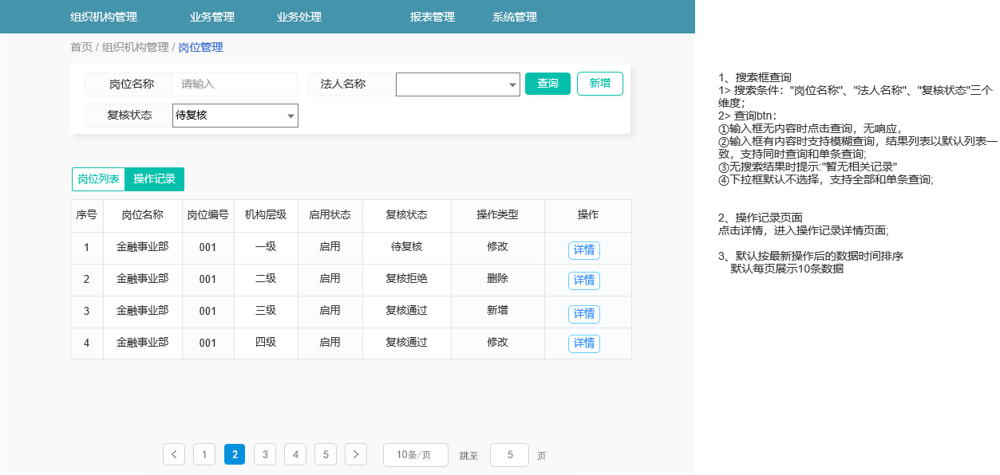 组织机构管理 业务管理 业务处理 报表管理 系统管理
首页 / 组织机构管理 / 岗位管理
岗位名称 请输入 法人名称 查询 新增
复核状态 待复核
岗位列表 操作记录
序号 岗位名称 岗位编号 机构层级 启用状态 复核状态 操作类型 操作
1 金融事业部 001 一级 启用 待复核 修改 详情
2 金融事业部 001 二级 启用 复核拒绝 删除 详情
3 金融事业部 001 三级 启用 复核通过 新增 详情
4 金融事业部 001 四级 启用 复核通过 修改 详情
< 1 2 3 4 5 > 10条/页 跳至 5 页
1、搜索框查询
1> 搜索条件："岗位名称"、"法人名称"、"复核状态"三个
维度；
2> 查询btn：
①输入框无内容时点击查询，无响应，
②输入框有内容时支持模糊查询，结果列表以默认列表一
致，支持同时查询和单条查询;
③无搜索结果时提示:"暂无相关记录"
④下拉框默认不选择，支持全部和单条查询;
2、操作记录页面
点击详情，进入操作记录详情页面;
3、默认按最新操作后的数据时间排序
默认每页展示10条数据